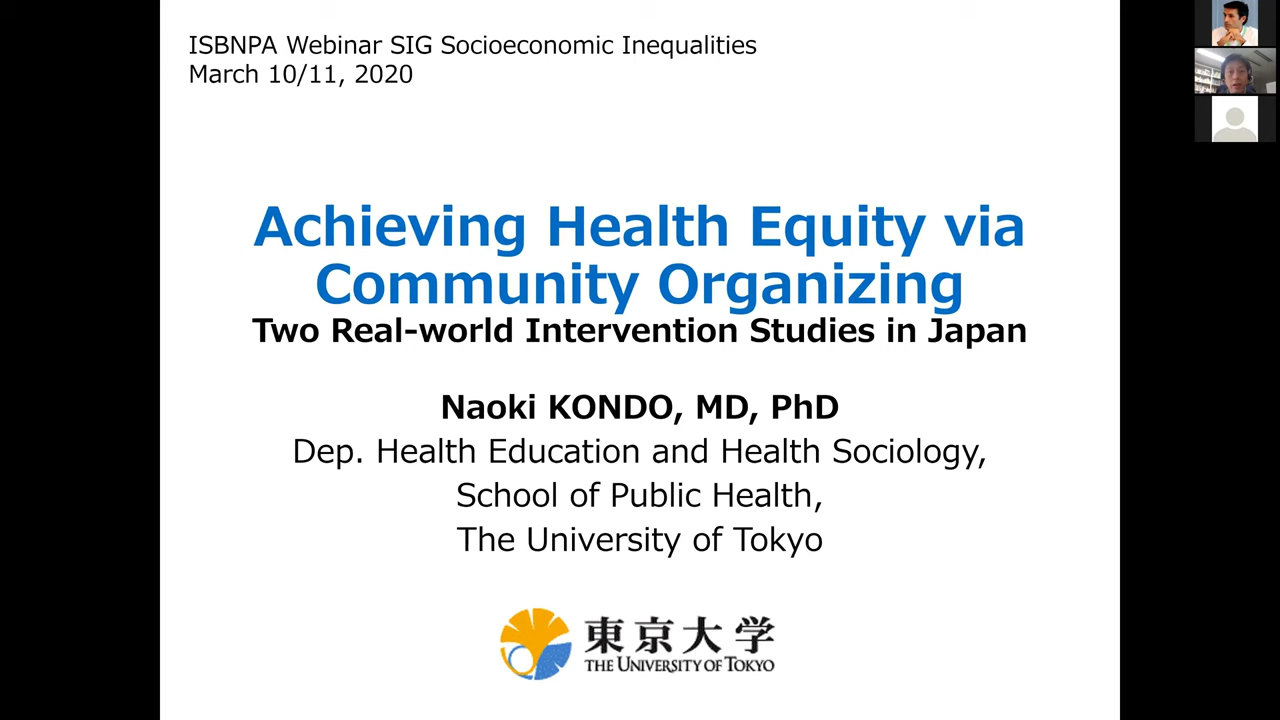 ISBNPA Webinar SIG Socioeconomic Inequalities
March 10/11, 2020
Achieving Health Equity via
Community Organizing
Two Real-world Intervention Studies in Japan
Naoki KONDO, MD, PhD
Dep. Health Education and Health Sociology,
School of Public Health,
The University of Tokyo
東京大学
THE UNIVERSITY OF TOKYO